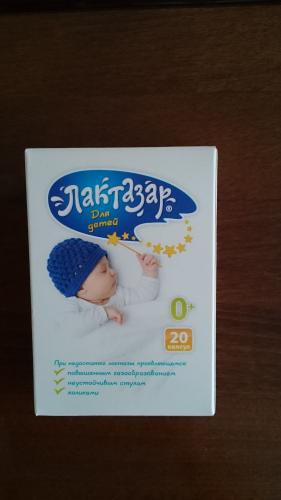 Лактазар®
Для
детей
0+
20
капсул
При недостатке лактазы проявляющемся
повышенным газообразованием
неустойчивым стулом
коликами